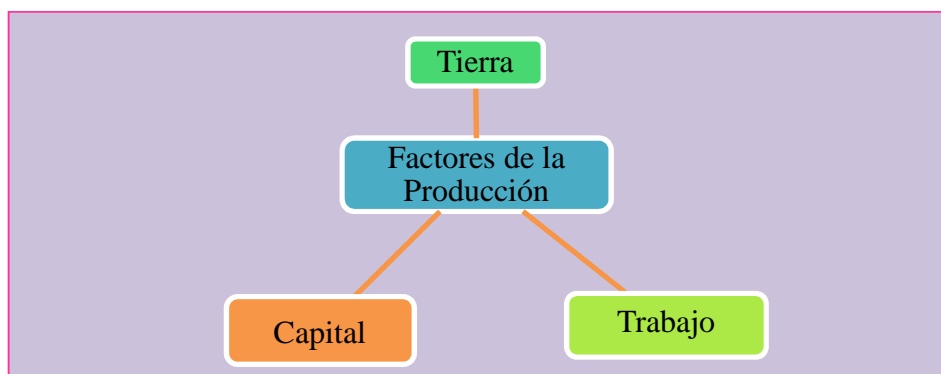 Tierra
Factores de la
Producción
Capital
Trabajo